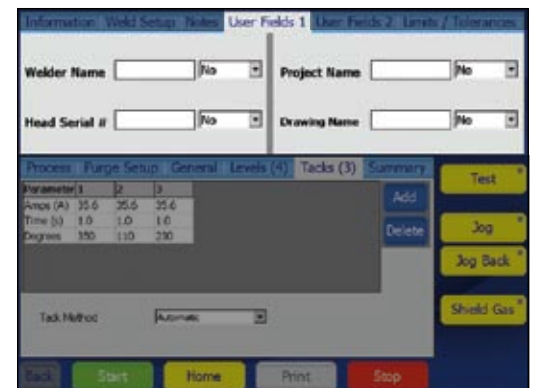 Information Weld Setup Notes User Fields 1 User Fields 2 Limits / Tolerances
Welder Name No Project Name No
Head Serial # No Drawing Name No
Process Purge Setup General Levels (4) Tacks (3) Summary
Parameter 1 2 3
Amps (A) 35.6 35.6 35.6
Time (s) 1.0 1.0 1.0
Degrees 350 110 230
Add
Delete
Test
Jog
Jog Back
Shield Gas
Tack Method Automatic
Back Start Home Print Stop